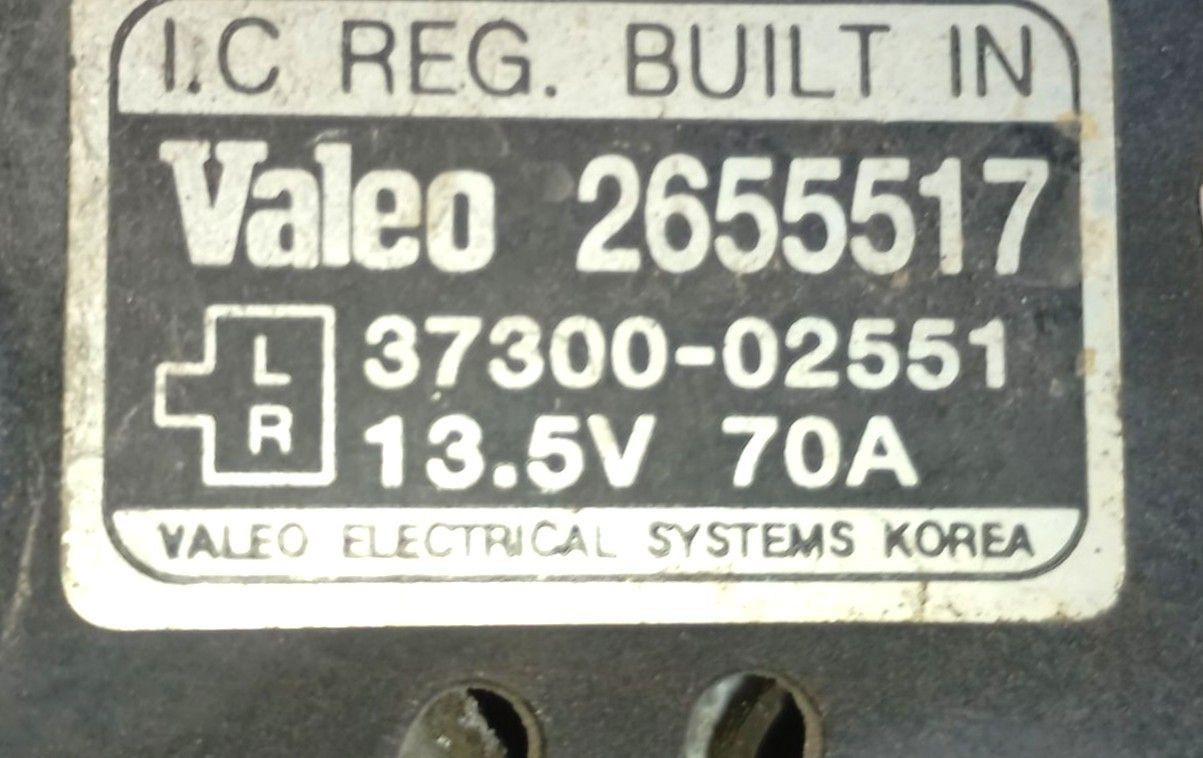 I.C REG. BUILT IN
Valeo 2655517
L
R
37300-02551
13.5V 70A
VALEO ELECTRICAL SYSTEMS KOREA